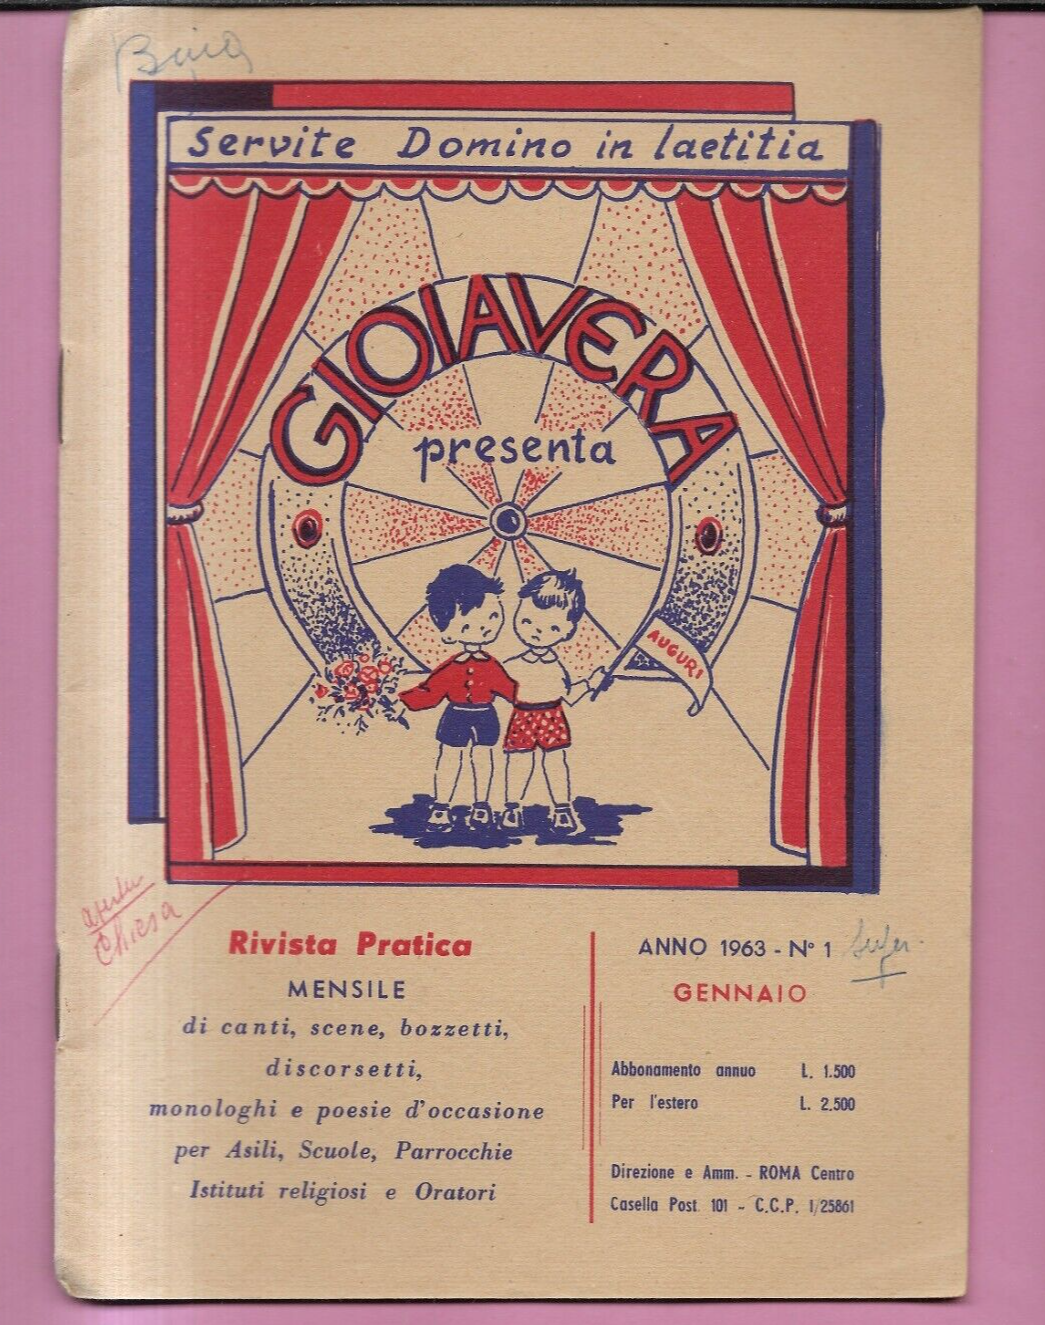 Servite Domino in laetitia
GIOIAVERA
presenta
AUGURI
Chiesa
Rivista Pratica
MENSILE
di canti, scene, bozzetti,
discorsetti,
monologhi e poesie d'occasione
per Asili, Scuole, Parrocchie
Istituti religiosi e Oratori
ANNO 1963 - N° 1
GENNAIO
Abbonamento annuo L. 1.500
Per l'estero L. 2.500
Direzione e Amm. - ROMA Centro
Casella Post. 101 - C.C.P. 1/25861